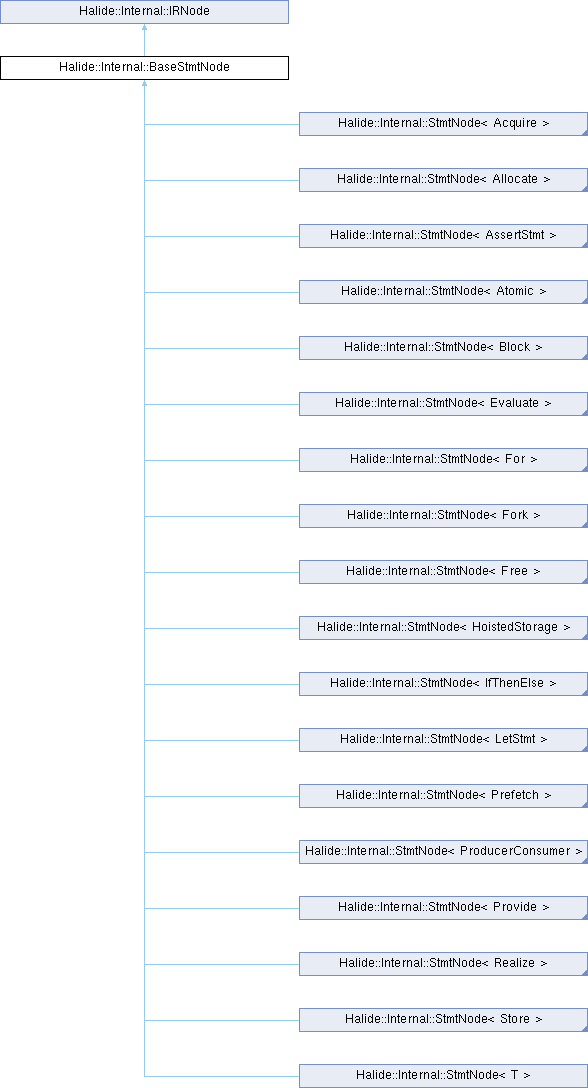 Halide::Internal::IRNode
Halide::Internal::BaseStmtNode
Halide::Internal::StmtNode< Acquire >
Halide::Internal::StmtNode< Allocate >
Halide::Internal::StmtNode< AssertStmt >
Halide::Internal::StmtNode< Atomic >
Halide::Internal::StmtNode< Block >
Halide::Internal::StmtNode< Evaluate >
Halide::Internal::StmtNode< For >
Halide::Internal::StmtNode< Fork >
Halide::Internal::StmtNode< Free >
Halide::Internal::StmtNode< HoistedStorage >
Halide::Internal::StmtNode< IfThenElse >
Halide::Internal::StmtNode< LetStmt >
Halide::Internal::StmtNode< Prefetch >
Halide::Internal::StmtNode< ProducerConsumer >
Halide::Internal::StmtNode< Provide >
Halide::Internal::StmtNode< Realize >
Halide::Internal::StmtNode< Store >
Halide::Internal::StmtNode< T >